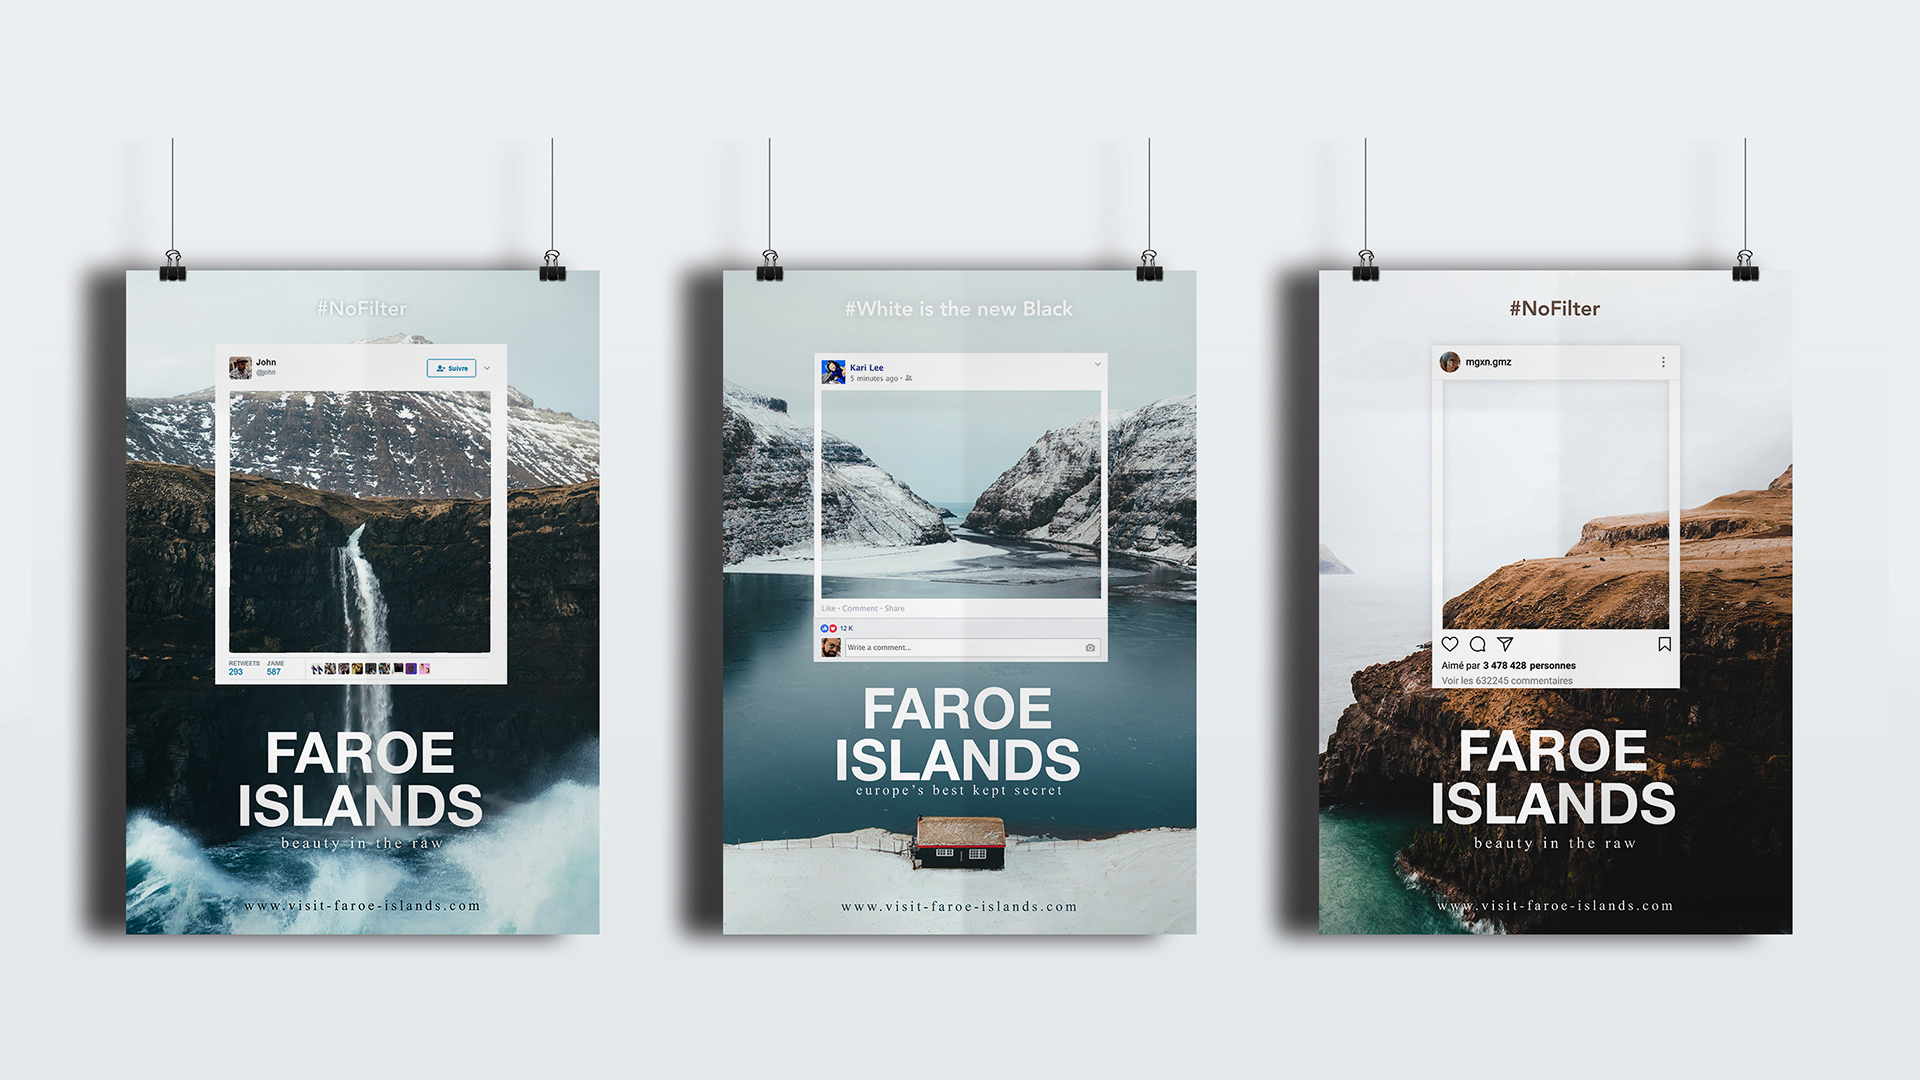 #NoFilter
John
@john
Suivre
RETWEETS J'AIME
293 587
FAROE
ISLANDS
beauty in the raw
www.visit-faroe-islands.com
#White is the new Black
Kari Lee
5 minutes ago ·
Like · Comment · Share
12 K
Write a comment...
FAROE
ISLANDS
europe's best kept secret
www.visit-faroe-islands.com
#NoFilter
mgxn.gmz
Aimé par 3 478 428 personnes
Voir les 632245 commentaires
FAROE
ISLANDS
beauty in the raw
www.visit-faroe-islands.com